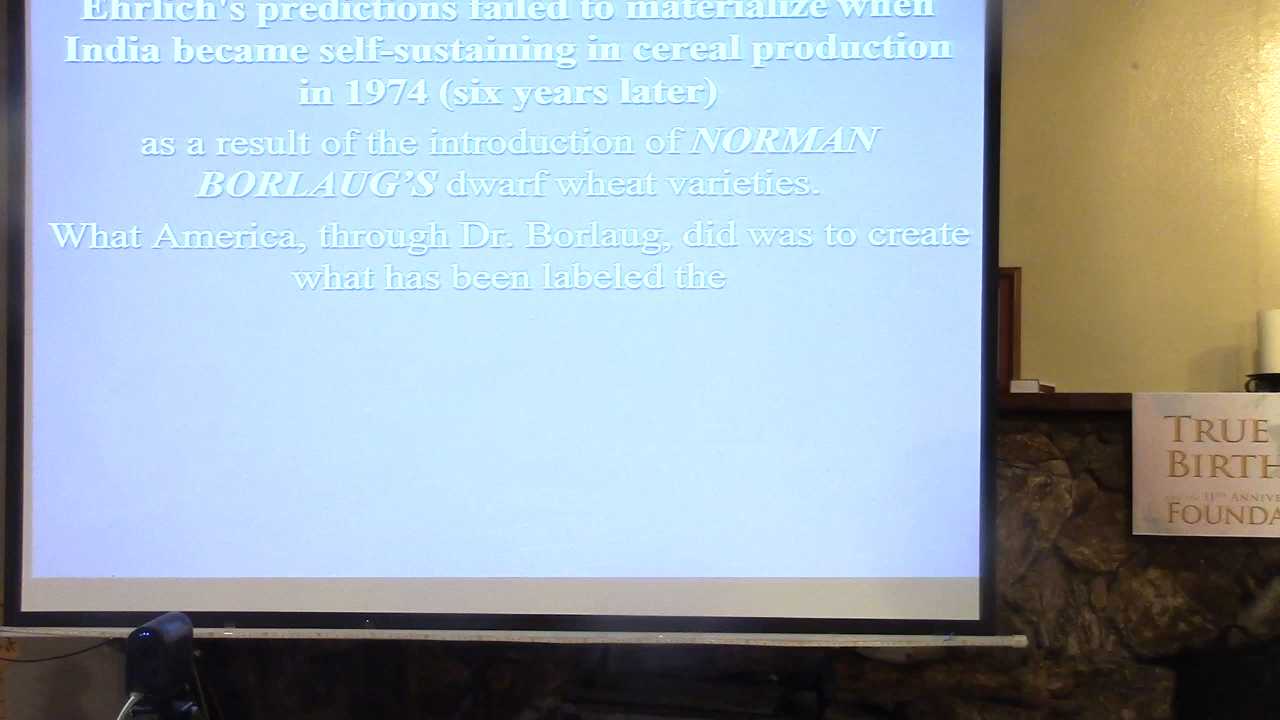 Ehrlich's predictions failed to materialize when
India became self-sustaining in cereal production
in 1974 (six years later)
as a result of the introduction of NORMAN
BORLAUG’S dwarf wheat varieties.
What America, through Dr. Borlaug, did was to create
what has been labeled the
TRUE
BIRTH
11TH ANNIVE
FOUNDA